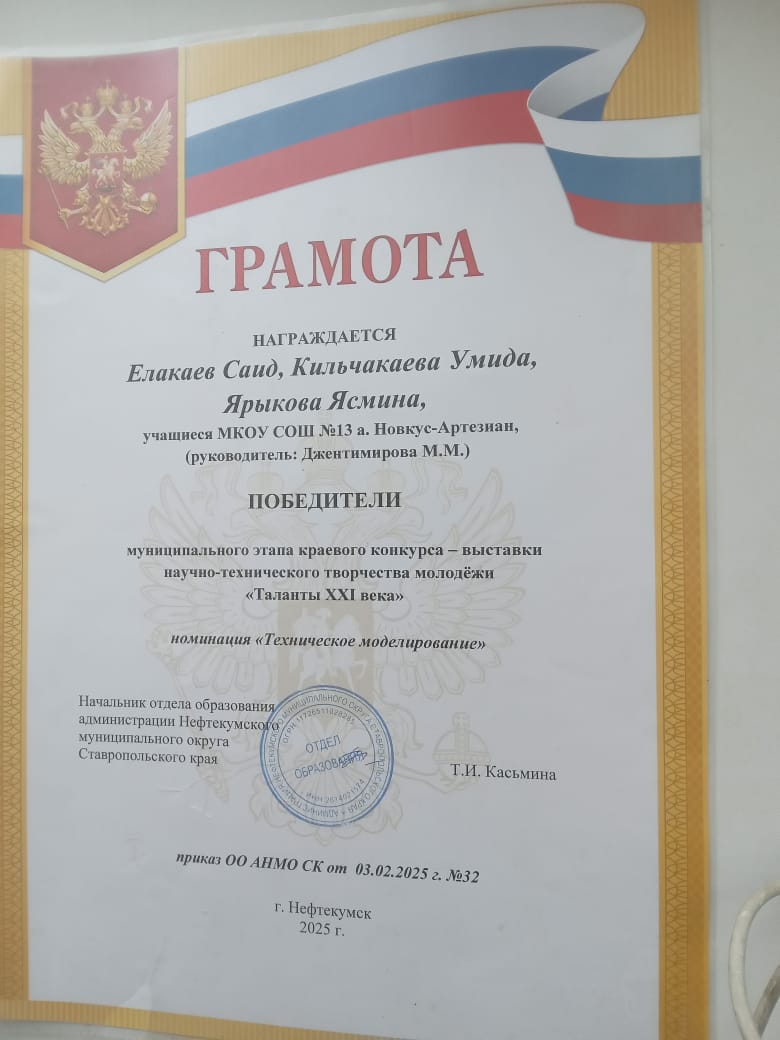 ГРАМОТА
НАГРАЖДАЕТСЯ
Елакаев Саид, Кильчакаева Умида,
Ярыкова Ясмина,
учащиеся МКОУ СОШ №13 а. Новкус-Артезиан,
(руководитель: Джентимирова М.М.)
ПОБЕДИТЕЛИ
муниципального этапа краевого конкурса – выставки
научно-технического творчества молодёжи
«Таланты XXI века»
номинация «Техническое моделирование»
Начальник отдела образования
администрации Нефтекумского
муниципального округа
Ставропольского края
ОТДЕЛ
ОБРАЗОВАНИЯ
Т.И. Касьмина
приказ ОО АНМО СК от 03.02.2025 г. №32
г. Нефтекумск
2025 г.